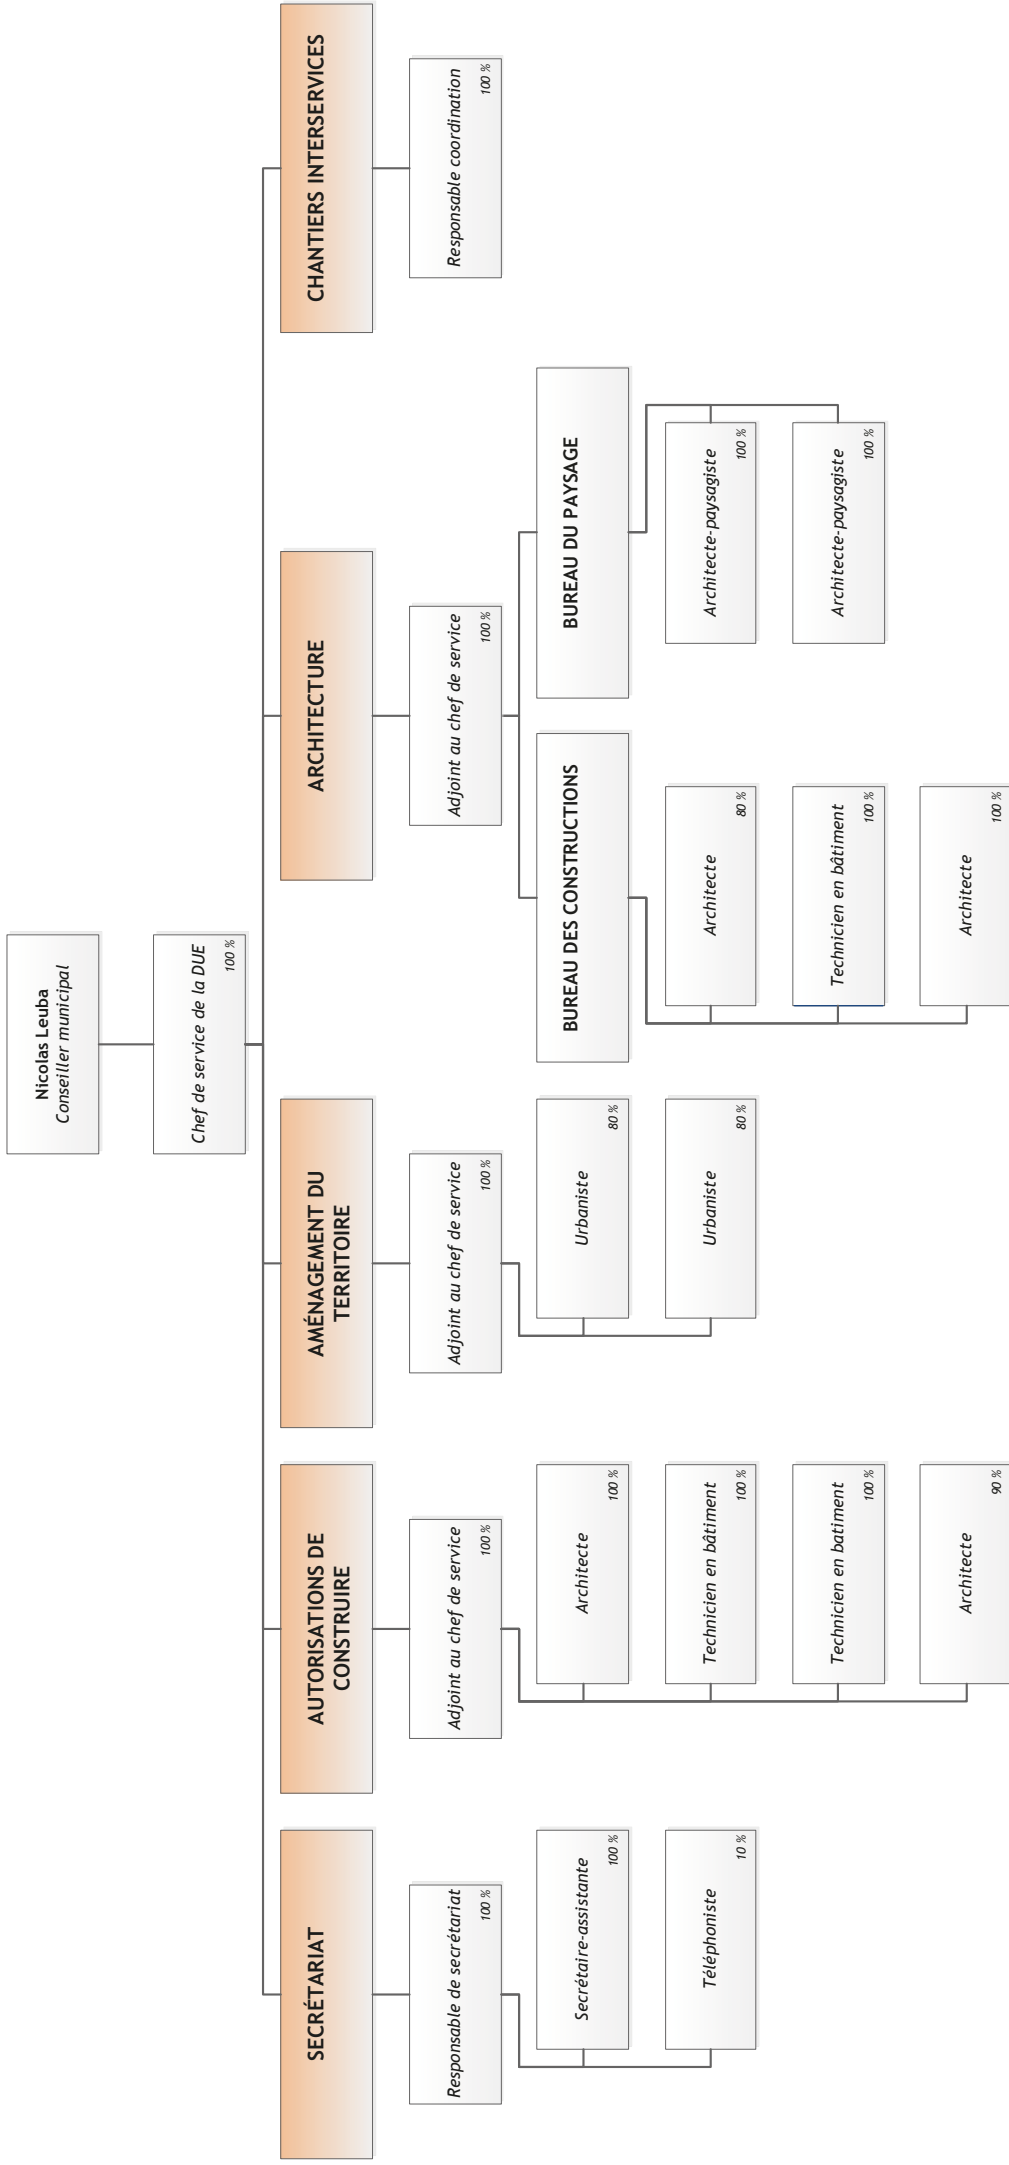 Nicolas Leuba
Conseiller municipal
Chef de service de la DUE
100 %
SECRÉTARIAT
Responsable de secrétariat
100 %
Secrétaire-assistante
100 %
Téléphoniste
10 %
AUTORISATIONS DE
CONSTRUIRE
Adjoint au chef de service
100 %
Architecte
100 %
Technicien en bâtiment
100 %
Technicien en batiment
100 %
Architecte
90 %
AMÉNAGEMENT DU
TERRITOIRE
Adjoint au chef de service
100 %
Urbaniste
80 %
Urbaniste
80 %
ARCHITECTURE
Adjoint au chef de service
100 %
BUREAU DES CONSTRUCTIONS
Architecte
80 %
Technicien en bâtiment
100 %
Architecte
100 %
BUREAU DU PAYSAGE
Architecte-paysagiste
100 %
Architecte-paysagiste
100 %
CHANTIERS INTERSERVICES
Responsable coordination
100 %